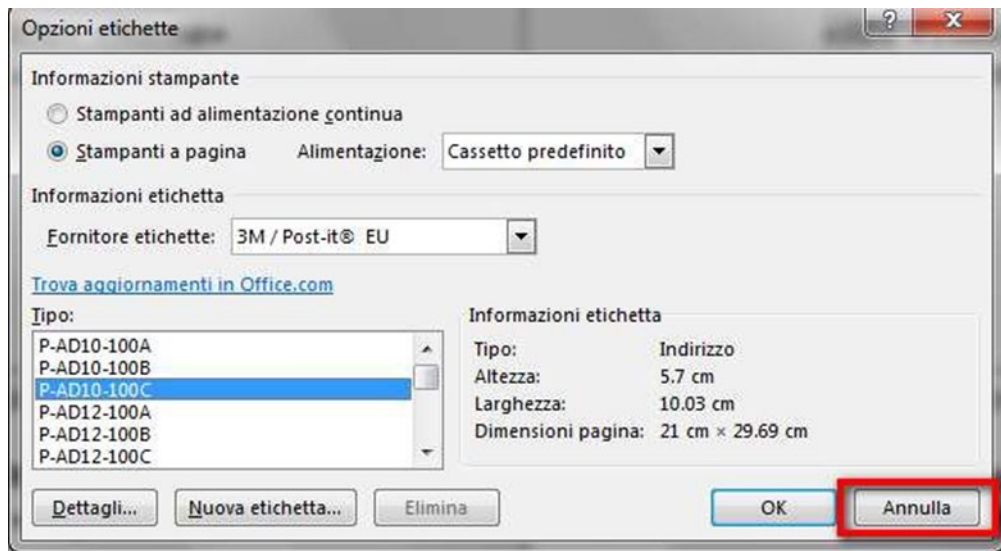 Opzioni etichette
?
Informazioni stampante
Stampanti ad alimentazione continua
Stampanti a pagina Alimentazione: Cassetto predefinito
Informazioni etichetta
Fornitore etichette: 3M / Post-it® EU
Trova aggiornamenti in Office.com
Tipo:
P-AD10-100A
P-AD10-100B
P-AD10-100C
P-AD12-100A
P-AD12-100B
P-AD12-100C
Informazioni etichetta
Tipo: Indirizzo
Altezza: 5.7 cm
Larghezza: 10.03 cm
Dimensioni pagina: 21 cm × 29.69 cm
Dettagli... Nuova etichetta... Elimina OK Annulla